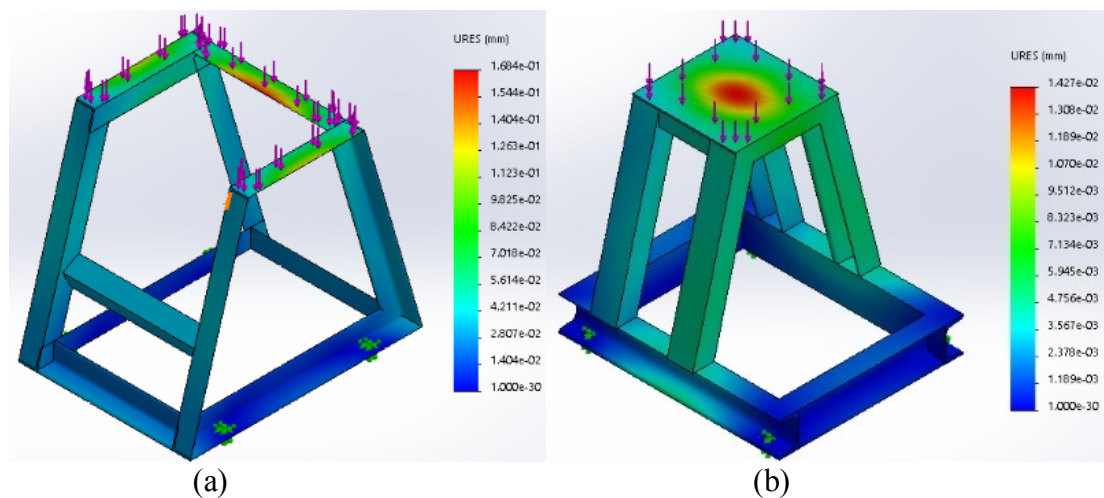 URES (mm)
1.684e-01
1.544e-01
1.404e-01
1.263e-01
1.123e-01
9.825e-02
8.422e-02
7.018e-02
5.614e-02
4.211e-02
2.807e-02
1.404e-02
1.000e-30
(a)
URES (mm)
1.427e-02
1.308e-02
1.189e-02
1.070e-02
9.512e-03
8.323e-03
7.134e-03
5.945e-03
4.756e-03
3.567e-03
2.378e-03
1.189e-03
1.000e-30
(b)